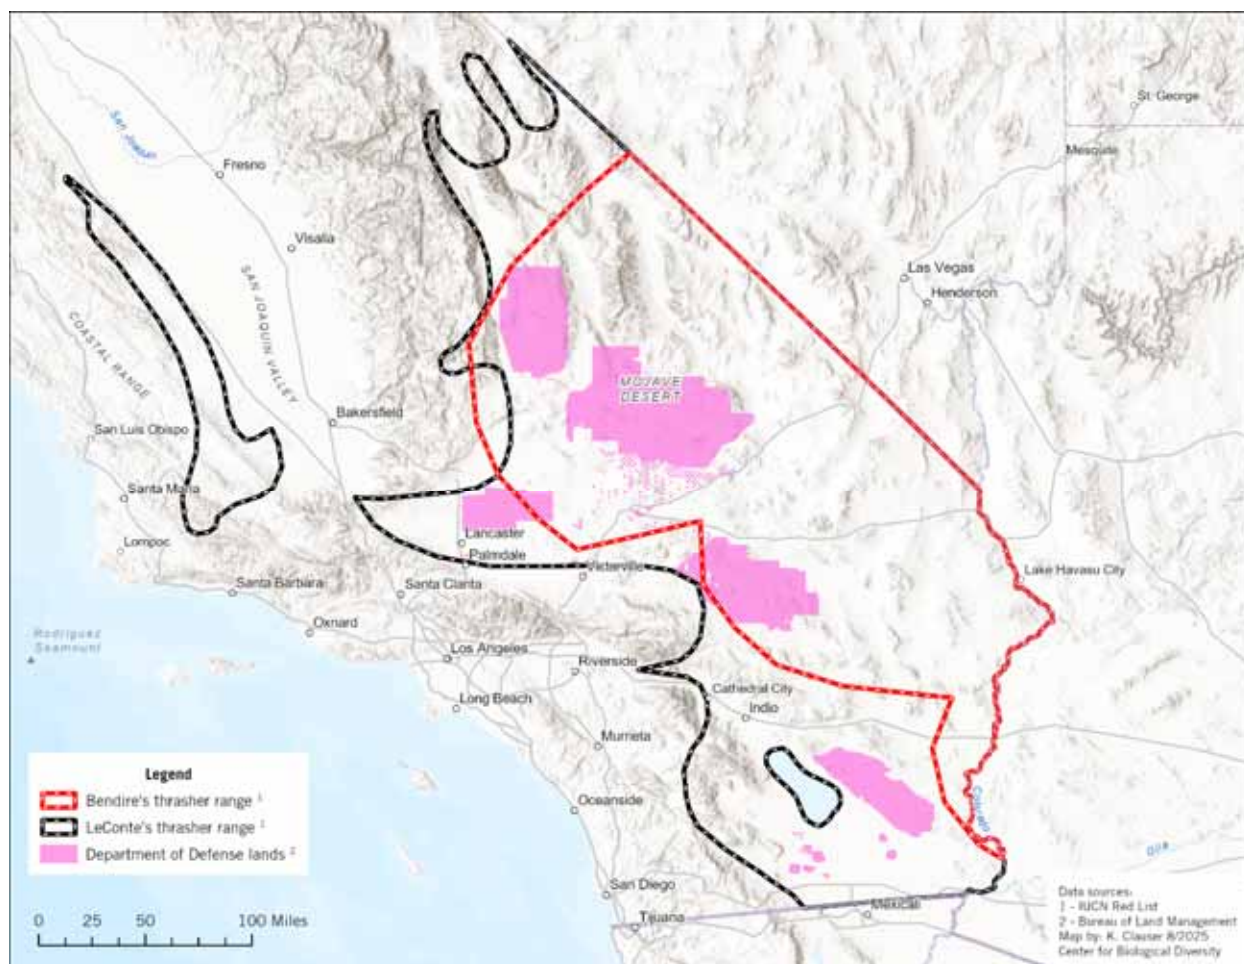 St. George
San Joaquin
Mesquite
Fresno
Visalia
Las Vegas
Henderson
SAN JOAQUIN VALLEY
COASTAL RANGE
MOJAVE
DESERT
Bakersfield
San Luis Obispo
Santa Maria
Lancaster
Lompoc
Palmdale
Victerville
Santa Barbara
Santa Clarita
Lake Havasu City
Oxnard
Rodriguez
Seamount
Los Angeles
Riverside
Cathedral City
Long Beach
Indio
Murrieta
Legend
Bendire's thrasher range 1
LeConte's thrasher range 1
Department of Defense lands 2
Oceanside
Colorado
Gila
San Diego
Mexicali
Tijuana
0 25 50 100 Miles
Data sources:
1 - IUCN Red List
2 - Bureau of Land Management
Map by: K. Clauser 8/2025
Center for Biological Diversity